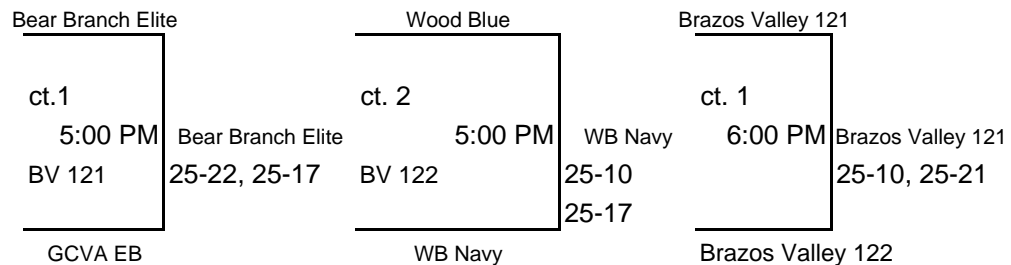 Bear Branch Elite
Wood Blue
Brazos Valley 121
ct.1
ct. 2
ct. 1
5:00 PM
Bear Branch Elite
5:00 PM
WB Navy
6:00 PM
Brazos Valley 121
BV 121
25-22, 25-17
BV 122
25-10
25-10, 25-21
25-17
GCVA EB
WB Navy
Brazos Valley 122